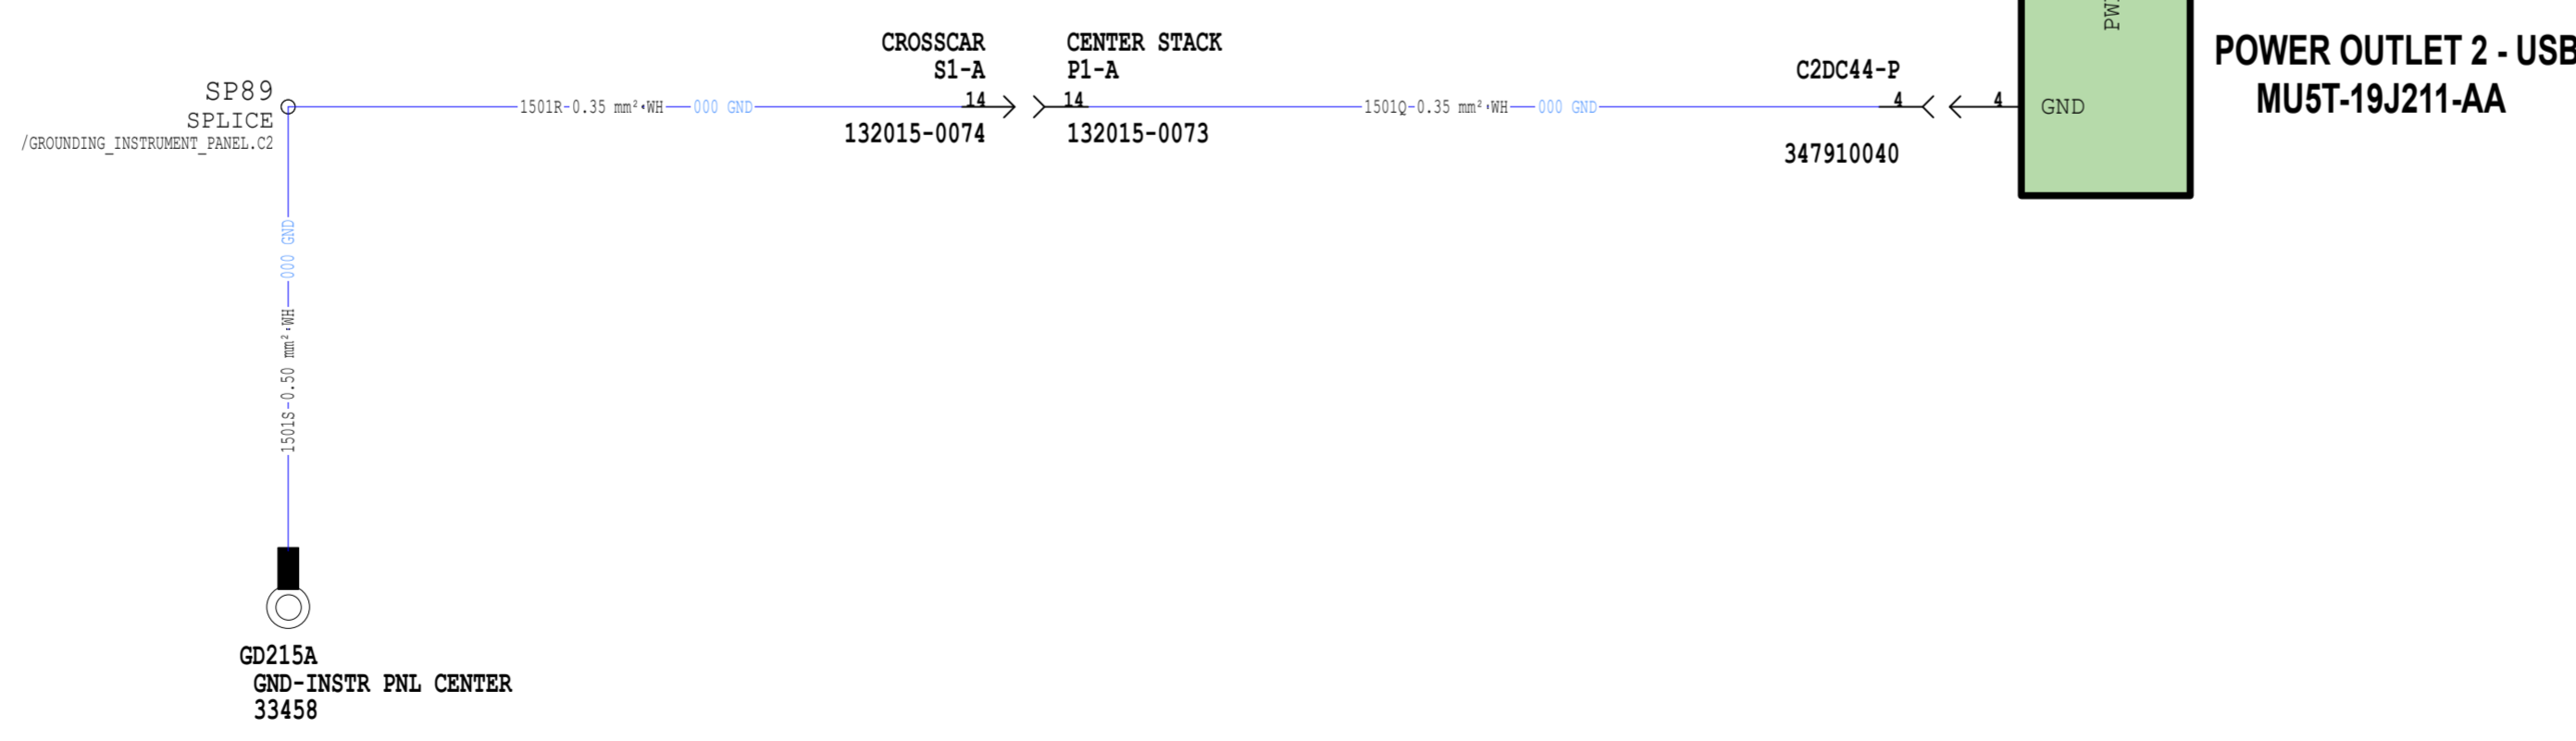 PW
POWER OUTLET 2 - USB
MU5T-19J211-AA
CROSSCAR
S1-A
14
132015-0074
CENTER STACK
P1-A
14
132015-0073
C2DC44-P
4
347910040
4
GND
SP89
SPLICE
/GROUNDING_INSTRUMENT_PANEL.C2
1501R-0.35 mm²·WH 000 GND
1501Q-0.35 mm²·WH 000 GND
1501S-0.50 mm²·WH 000 GND
GD215A
GND-INSTR PNL CENTER
33458